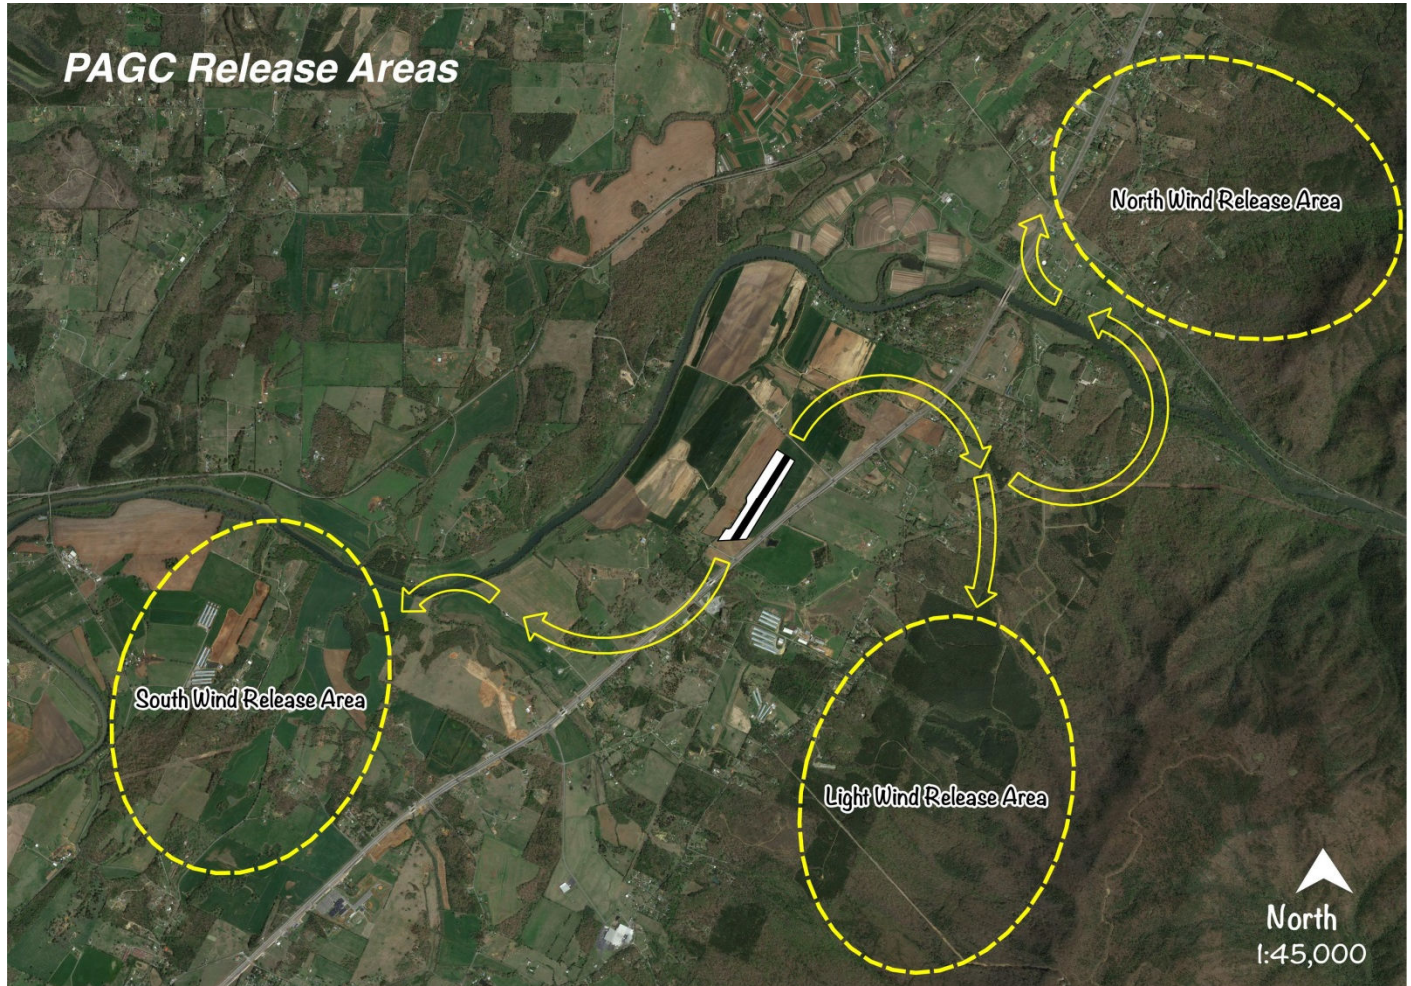 PAGC Release Areas
North Wind Release Area
South Wind Release Area
Light Wind Release Area
North
1:45,000